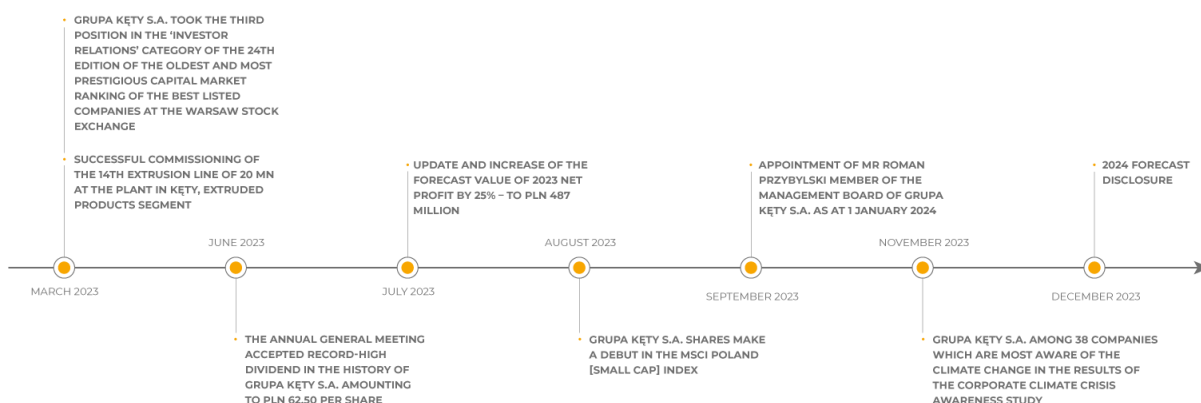 GRUPA KĘTY S.A. TOOK THE THIRD
POSITION IN THE ‘INVESTOR
RELATIONS’ CATEGORY OF THE 24TH
EDITION OF THE OLDEST AND MOST
PRESTIGIOUS CAPITAL MARKET
RANKING OF THE BEST LISTED
COMPANIES AT THE WARSAW STOCK
EXCHANGE
SUCCESSFUL COMMISSIONING OF
THE 14TH EXTRUSION LINE OF 20 MN
AT THE PLANT IN KĘTY, EXTRUDED
PRODUCTS SEGMENT
MARCH 2023
JUNE 2023
THE ANNUAL GENERAL MEETING
ACCEPTED RECORD-HIGH
DIVIDEND IN THE HISTORY OF
GRUPA KĘTY S.A. AMOUNTING
TO PLN 62.50 PER SHARE
UPDATE AND INCREASE OF THE
FORECAST VALUE OF 2023 NET
PROFIT BY 25% – TO PLN 487
MILLION
JULY 2023
AUGUST 2023
GRUPA KĘTY S.A. SHARES MAKE
A DEBUT IN THE MSCI POLAND
[SMALL CAP] INDEX
APPOINTMENT OF MR ROMAN
PRZYBYLSKI MEMBER OF THE
MANAGEMENT BOARD OF GRUPA
KĘTY S.A. AS AT 1 JANUARY 2024
SEPTEMBER 2023
NOVEMBER 2023
GRUPA KĘTY S.A. AMONG 38 COMPANIES
WHICH ARE MOST AWARE OF THE
CLIMATE CHANGE IN THE RESULTS OF
THE CORPORATE CLIMATE CRISIS
AWARENESS STUDY
2024 FORECAST
DISCLOSURE
DECEMBER 2023